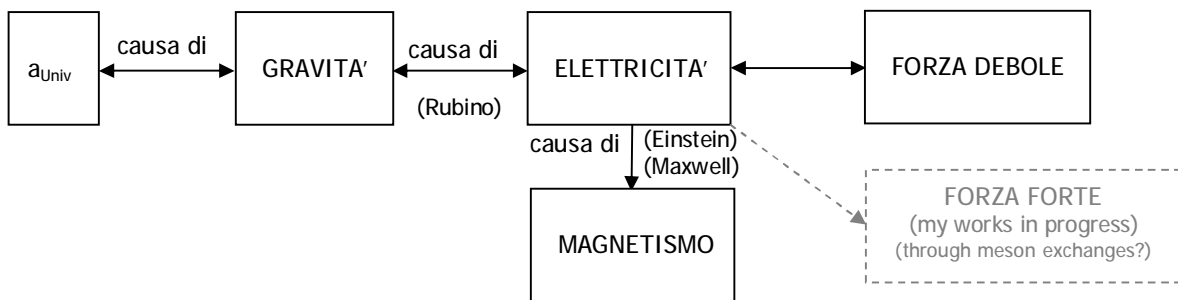 causa di
causa di
a_Univ
GRAVITA’
ELETTRICITA’
FORZA DEBOLE
(Rubino)
causa di
(Einstein)
(Maxwell)
MAGNETISMO
FORZA FORTE
(my works in progress)
(through meson exchanges?)